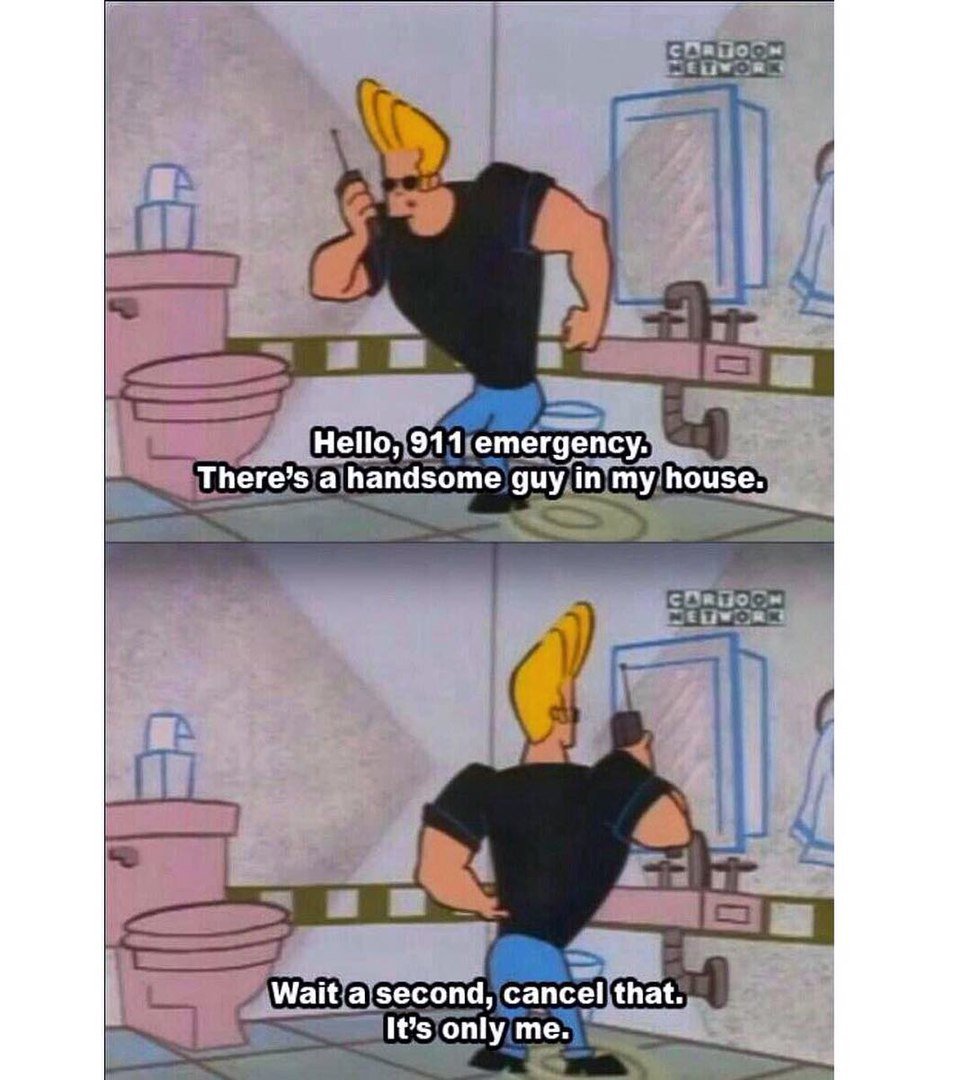 CARTOON
NETWORK
Hello, 911 emergency.
There's a handsome guy in my house.
CARTOON
NETWORK
Wait a second, cancel that.
It's only me.